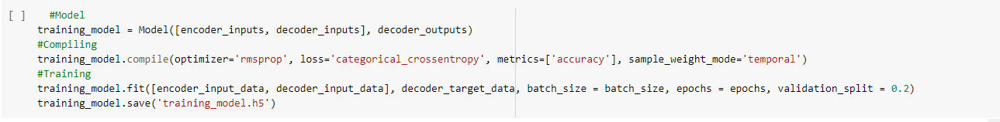 [ ] #Model
training_model = Model([encoder_inputs, decoder_inputs], decoder_outputs)
#Compiling
training_model.compile(optimizer='rmsprop', loss='categorical_crossentropy', metrics=['accuracy'], sample_weight_mode='temporal')
#Training
training_model.fit([encoder_input_data, decoder_input_data], decoder_target_data, batch_size = batch_size, epochs = epochs, validation_split = 0.2)
training_model.save('training_model.h5')